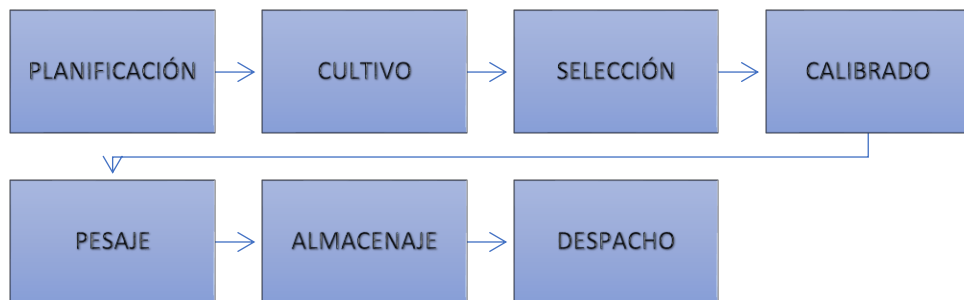 PLANIFICACIÓN
CULTIVO
SELECCIÓN
CALIBRADO
PESAJE
ALMACENAJE
DESPACHO